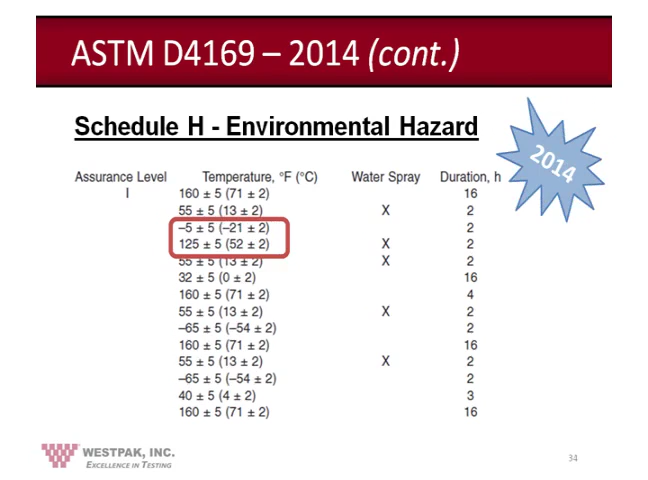 ASTM D4169 – 2014 (cont.)
Schedule H - Environmental Hazard
2014
Assurance Level Temperature, °F (°C) Water Spray Duration, h
I 160 ± 5 (71 ± 2) 16
55 ± 5 (13 ± 2) X 2
–5 ± 5 (–21 ± 2) 2
125 ± 5 (52 ± 2) X 2
55 ± 5 (13 ± 2) X 2
32 ± 5 (0 ± 2) 16
160 ± 5 (71 ± 2) 4
55 ± 5 (13 ± 2) X 2
–65 ± 5 (–54 ± 2) 2
160 ± 5 (71 ± 2) 16
55 ± 5 (13 ± 2) X 2
–65 ± 5 (–54 ± 2) 2
40 ± 5 (4 ± 2) 3
160 ± 5 (71 ± 2) 16
WESTPAK, INC.
EXCELLENCE IN TESTING
34